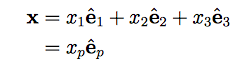 x = x₁ê₁ + x₂ê₂ + x₃ê₃
= xₚêₚ